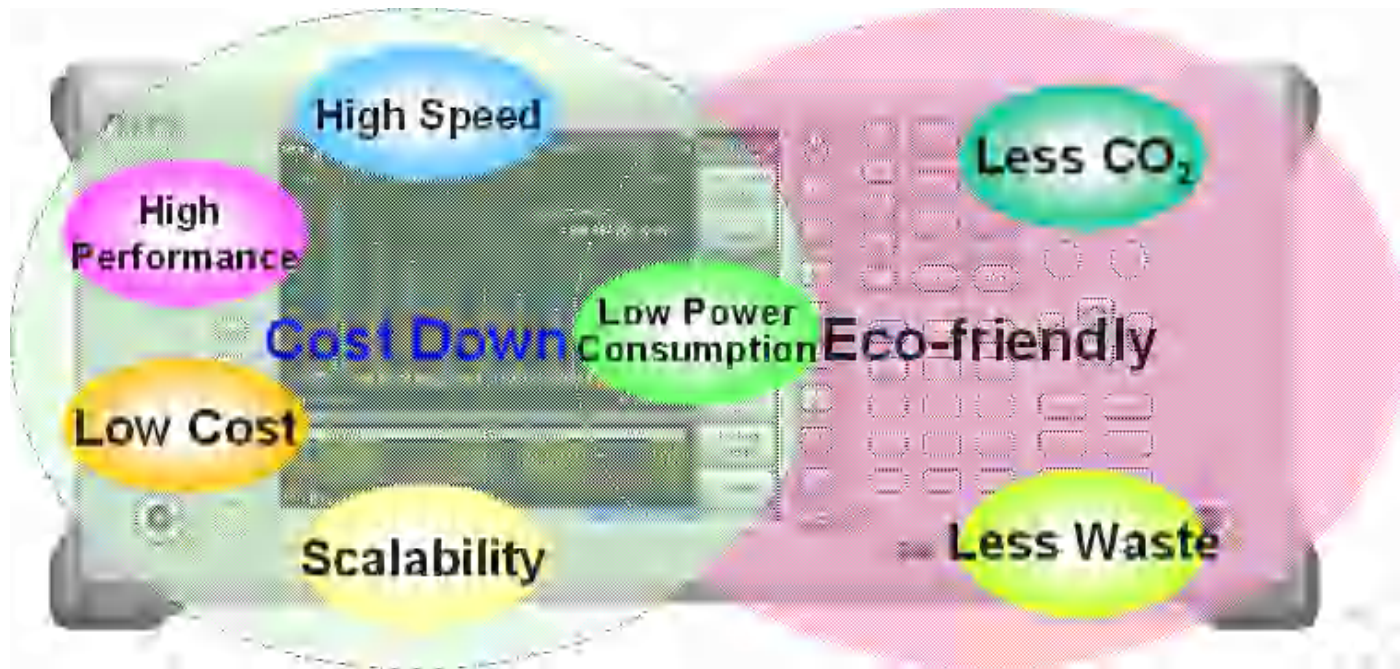 High Speed
Less CO₂
High
Performance
Low Power
Consumption
Cost Down
Eco-friendly
Low Cost
Scalability
Less Waste